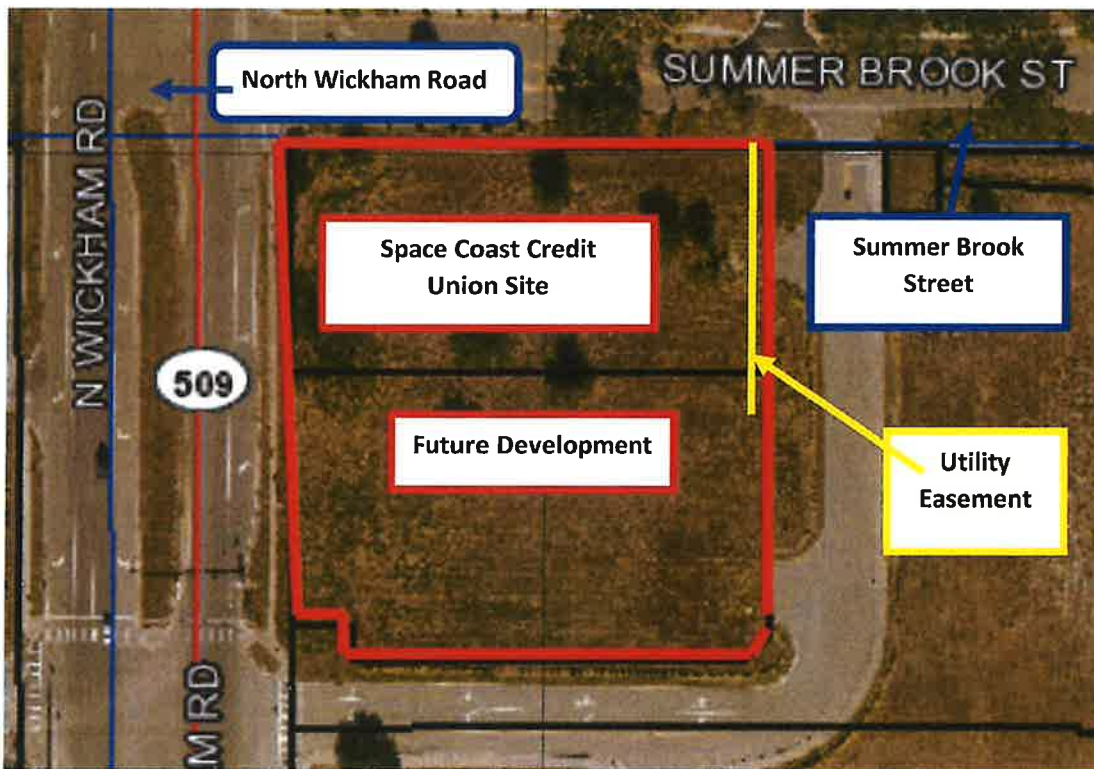 North Wickham Road
SUMMER BROOK ST
N WICKHAM RD
Space Coast Credit
Union Site
Summer Brook
Street
509
Future Development
Utility
Easement
M RD